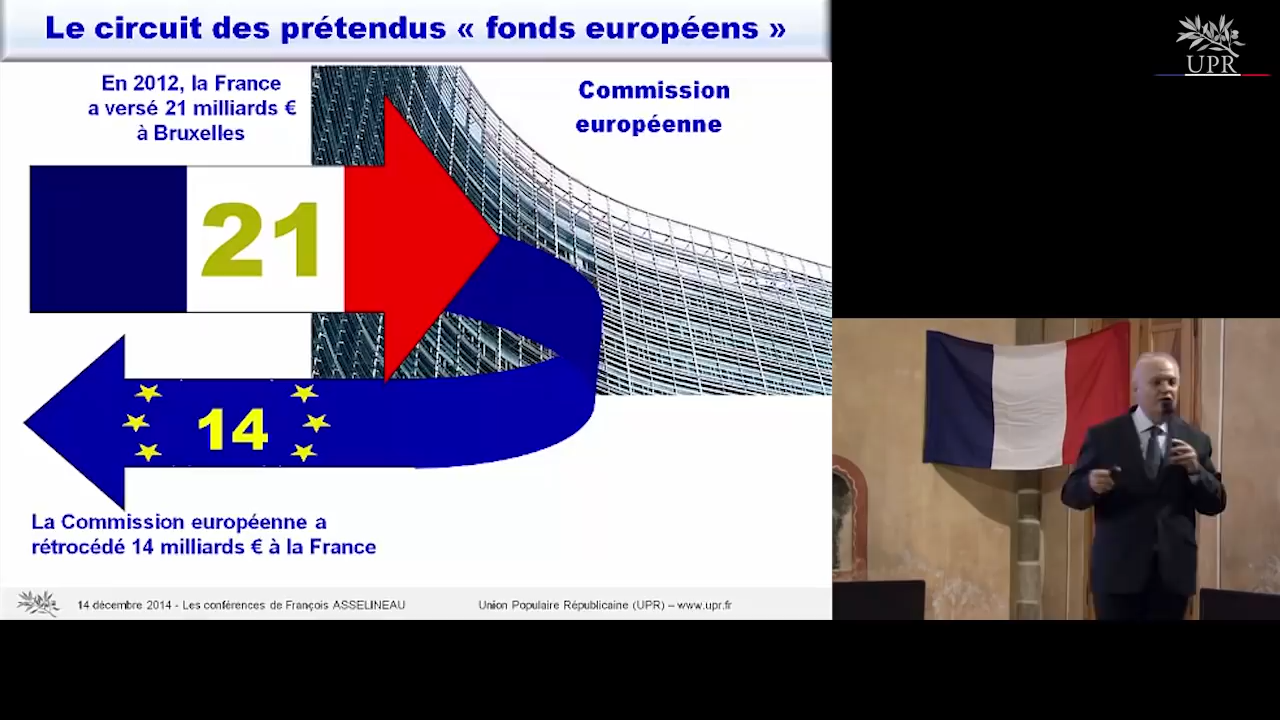 Le circuit des prétendus « fonds européens »
UPR
En 2012, la France
a versé 21 milliards €
à Bruxelles
Commission
européenne
21
14
La Commission européenne a
rétrocédé 14 milliards € à la France
14 décembre 2014 - Les conférences de François ASSELINEAU
Union Populaire Républicaine (UPR) – www.upr.fr